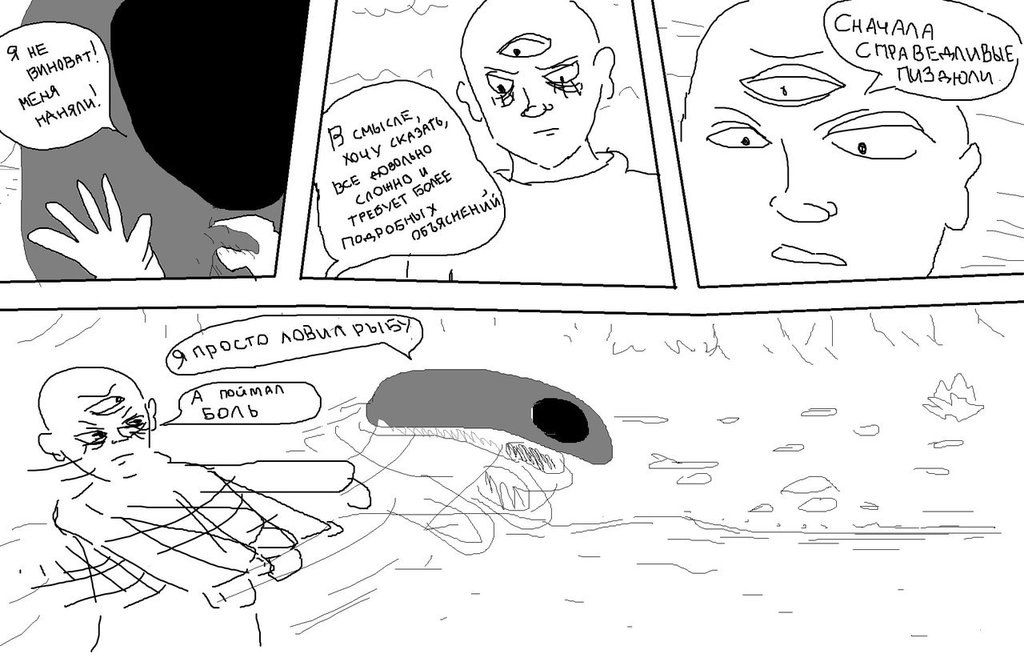 Я НЕ
ВИНОВАТ!
МЕНЯ
НАНЯЛИ!
В СМЫСЛЕ,
ХОЧУ СКАЗАТЬ,
ВСЕ ДОВОЛЬНО
СЛОЖНО И
ТРЕБУЕТ БОЛЕЕ
ПОДРОБНЫХ
ОБЪЯСНЕНИЙ
СНАЧАЛА
СПРАВЕДЛИВЫЕ
ПИЗДЮЛИ
Я ПРОСТО ЛОВИЛ РЫБУ
А ПОЙМАЛ
БОЛЬ